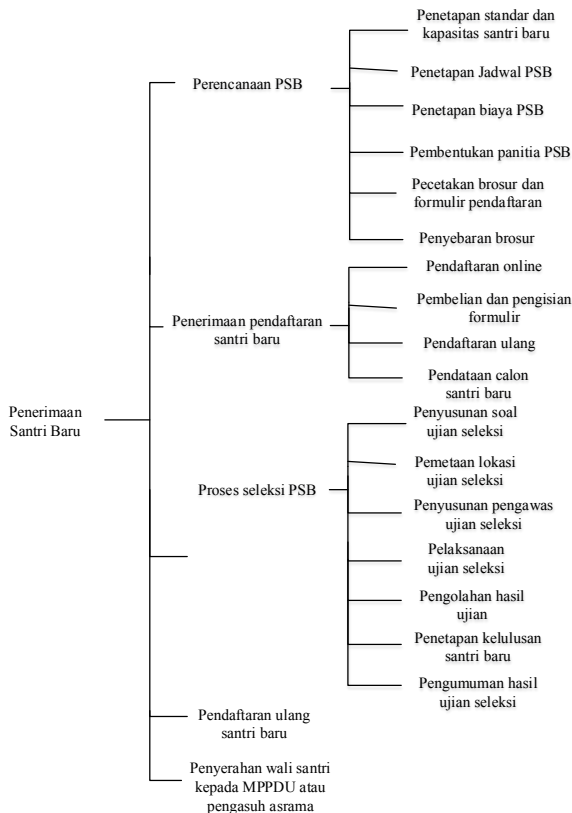 Penerimaan
Santri Baru
Perencanaan PSB
Penetapan standar dan
kapasitas santri baru
Penetapan Jadwal PSB
Penetapan biaya PSB
Pembentukan panitia PSB
Pecetakan brosur dan
formulir pendaftaran
Penyebaran brosur
Penerimaan pendaftaran
santri baru
Pendaftaran online
Pembelian dan pengisian
formulir
Pendaftaran ulang
Pendataan calon
santri baru
Proses seleksi PSB
Penyusunan soal
ujian seleksi
Pemetaan lokasi
ujian seleksi
Penyusunan pengawas
ujian seleksi
Pelaksanaan
ujian seleksi
Pengolahan hasil
ujian
Penetapan kelulusan
santri baru
Pengumuman hasil
ujian seleksi
Pendaftaran ulang
santri baru
Penyerahan wali santri
kepada MPPDU atau
pengasuh asrama